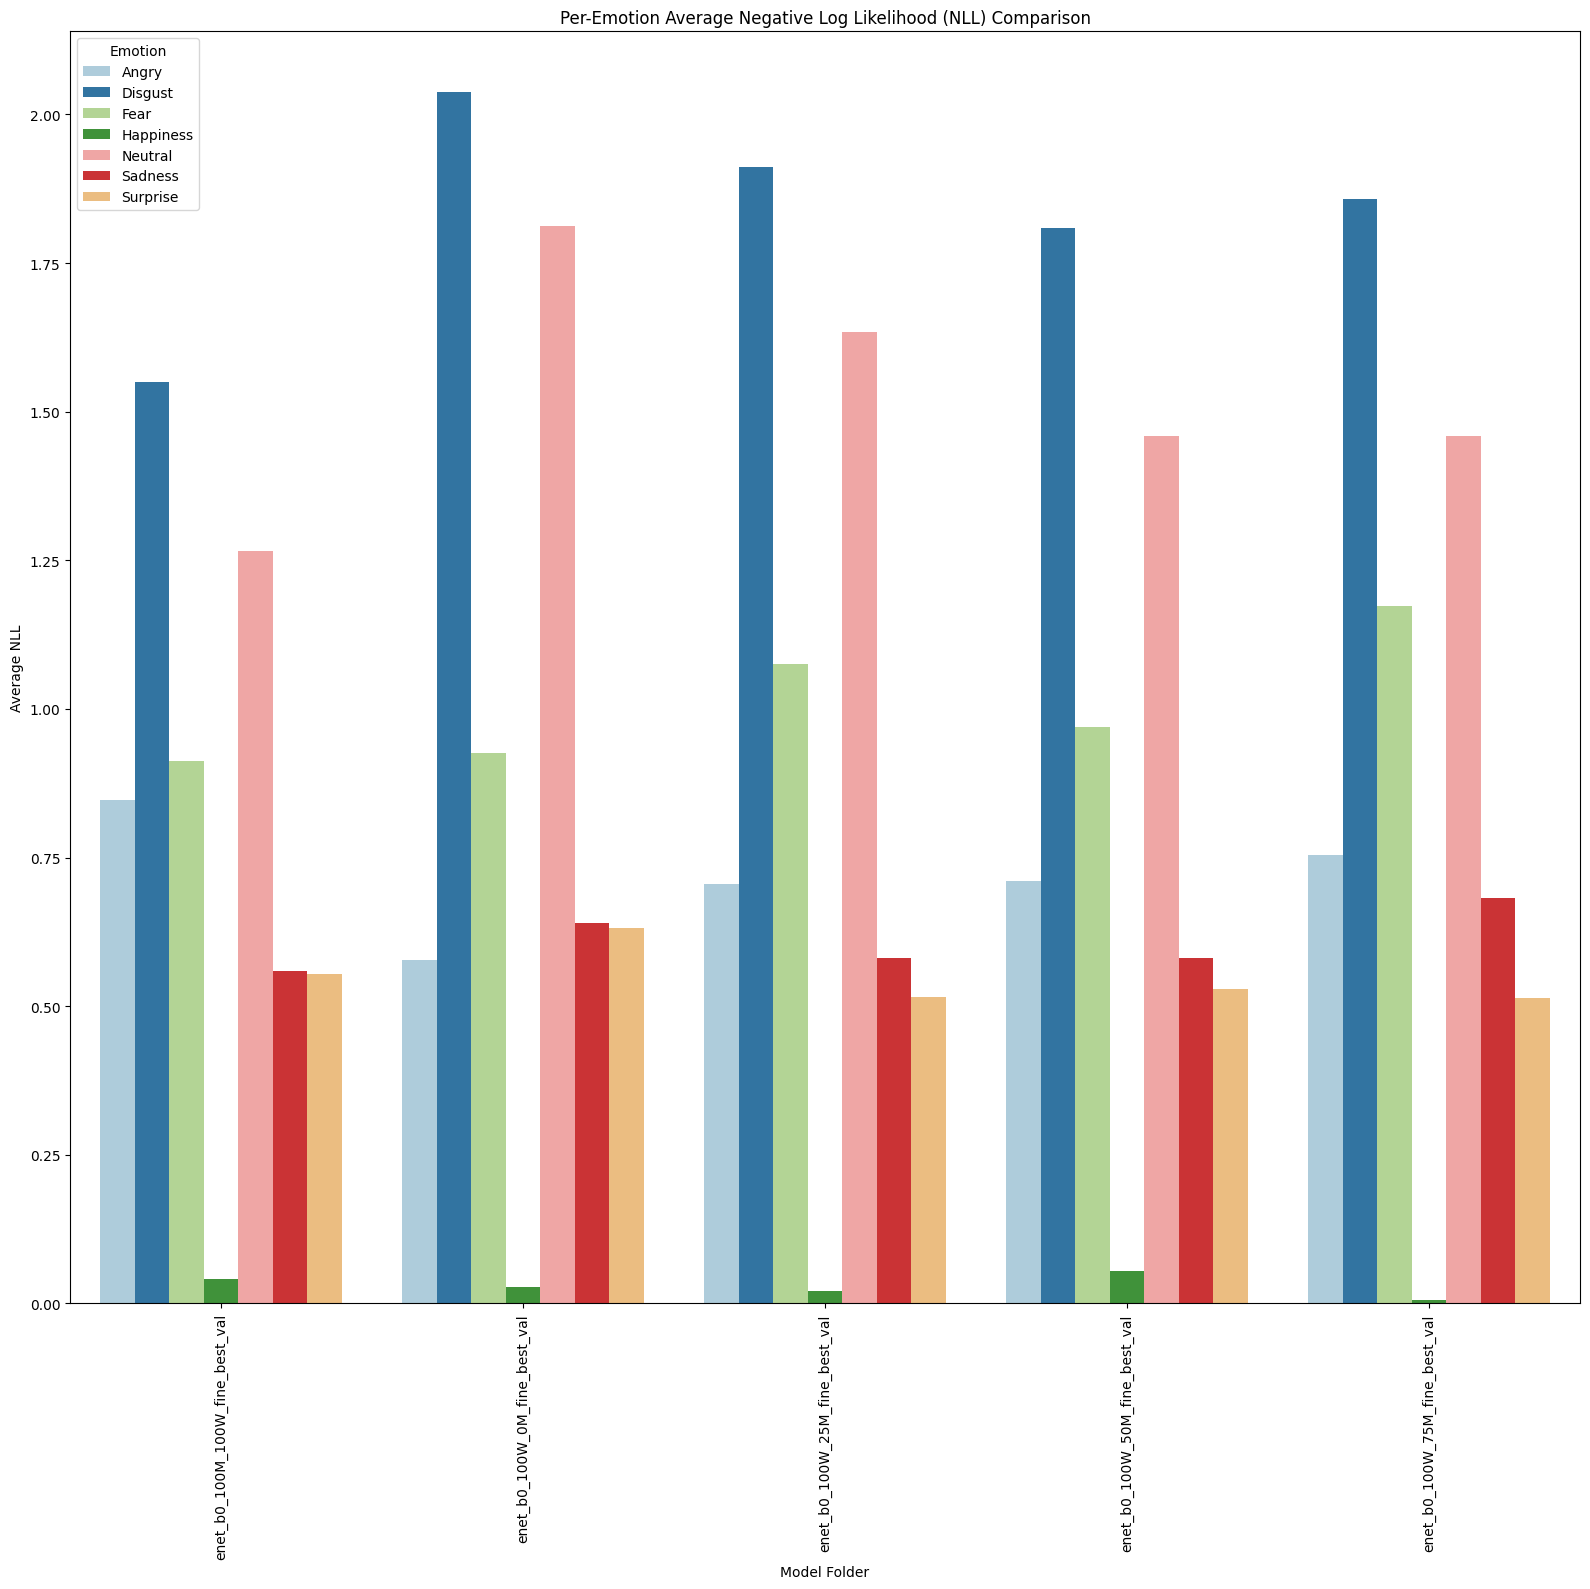 Per-Emotion Average Negative Log Likelihood (NLL) Comparison
Emotion
Angry
Disgust
Fear
Happiness
Neutral
Sadness
Surprise
2.00
1.75
1.50
1.25
1.00
0.75
0.50
0.25
0.00
Average NLL
enet_b0_100M_100W_fine_best_val
enet_b0_100W_0M_fine_best_val
enet_b0_100W_25M_fine_best_val
enet_b0_100W_50M_fine_best_val
enet_b0_100W_75M_fine_best_val
Model Folder